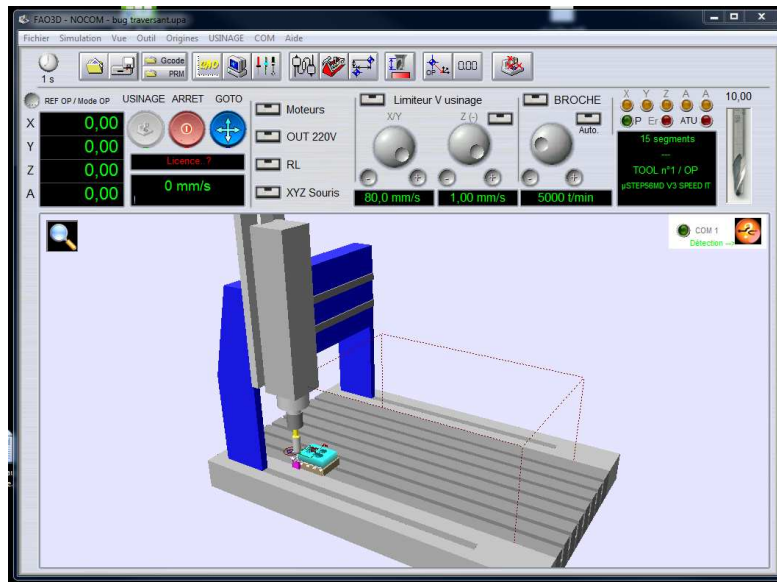 FAO3D - NOCOM - bug traversant.upa
Fichier Simulation Vue Outil Origines USINAGE COM Aide
1 s
Gcode
PRM
OP
0.00
REF OP / Mode OP
USINAGE ARRET GOTO
X 0,00
Y 0,00
Z 0,00
A 0,00
Licence ?
0 mm/s
Moteurs
OUT 220V
RL
XYZ Souris
Limiteur V usinage
X/Y
Z (-)
- +
- +
80,0 mm/s
1,00 mm/s
BROCHE
Auto.
- +
5000 t/min
X Y Z A A
P Er ATU
15 segments
---
TOOL n°1 / OP
µSTEP56MD V3 SPEED IT
10,00
COM 1
Détection -->